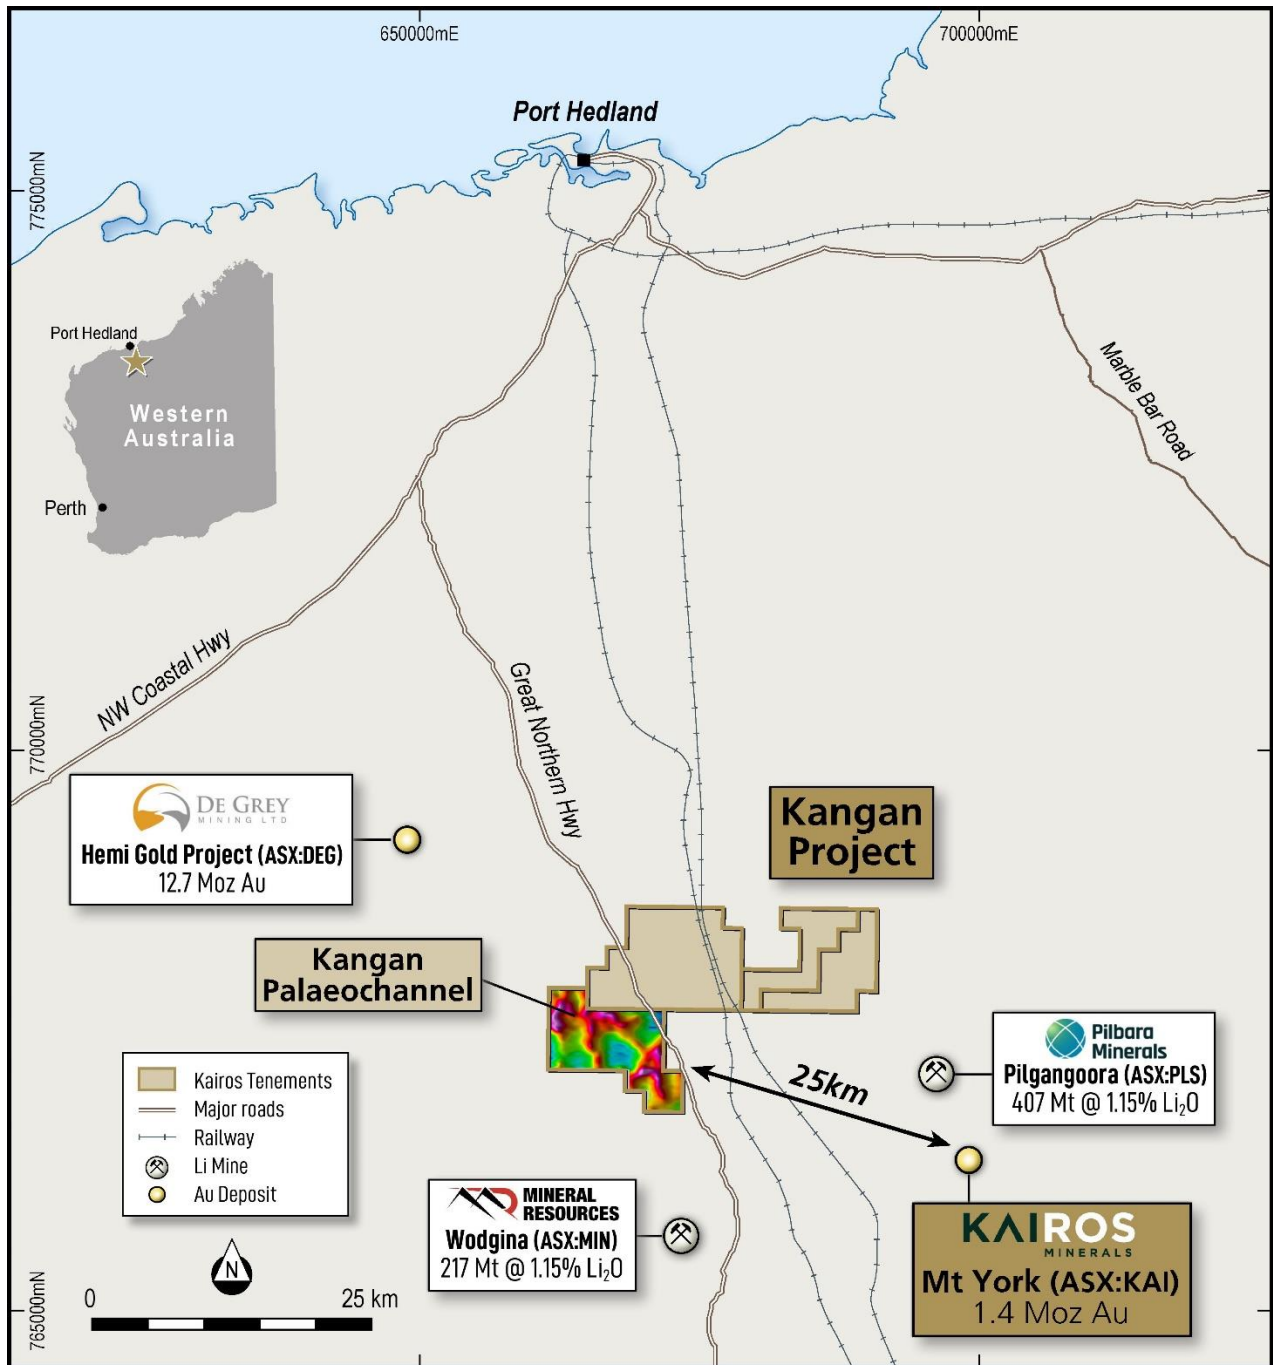 650000mE
700000mE
Port Hedland
775000mN
Port Hedland
Western
Australia
Perth
Marble Bar Road
NW Coastal Hwy
Great Northern Hwy
770000mN
DE GREY
MINING LTD
Hemi Gold Project (ASX:DEG)
12.7 Moz Au
Kangan
Project
Kangan
Palaeochannel
Pilbara
Minerals
Pilgangoora (ASX:PLS)
407 Mt @ 1.15% Li₂O
25km
Kairos Tenements
Major roads
Railway
Li Mine
Au Deposit
MINERAL
RESOURCES
Wodgina (ASX:MIN)
217 Mt @ 1.15% Li₂O
KAIROS
MINERALS
Mt York (ASX:KAI)
1.4 Moz Au
N
0 25 km
765000mN